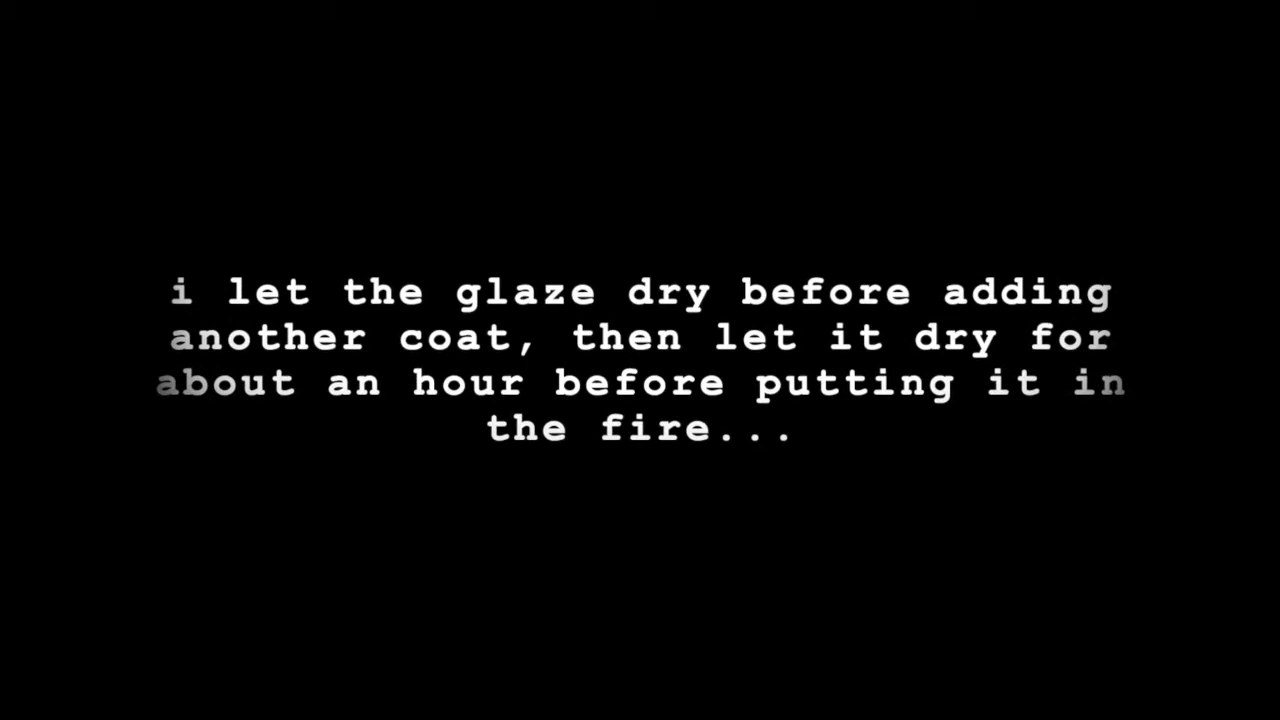 i let the glaze dry before adding
another coat, then let it dry for
about an hour before putting it in
the fire...